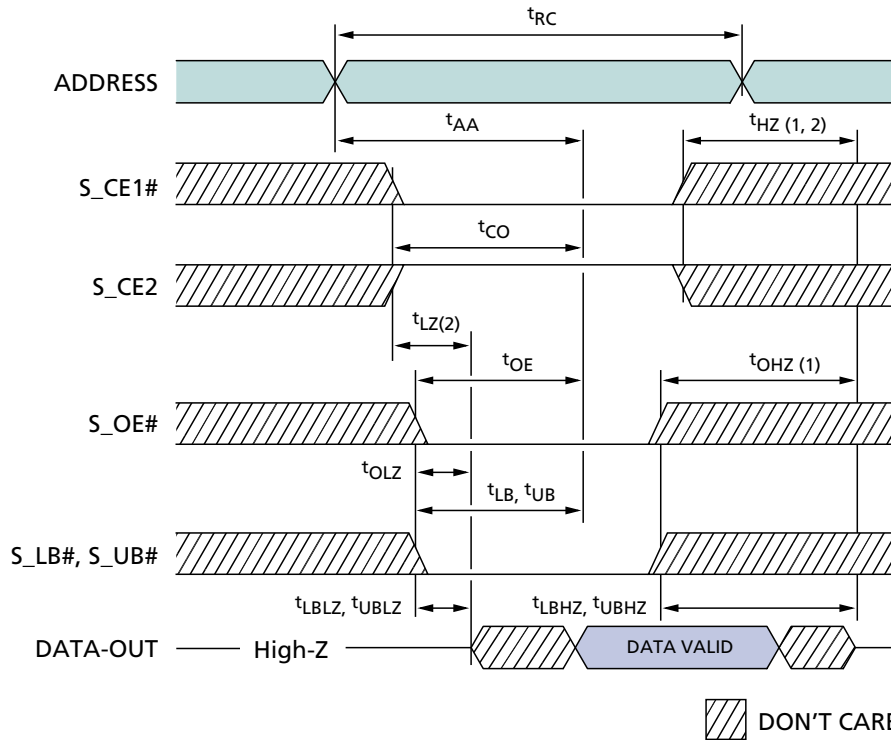 tRC
ADDRESS
tAA
tHZ (1, 2)
S_CE1#
tCO
S_CE2
tLZ(2)
tOE
tOHZ (1)
S_OE#
tOLZ
tLB, tUB
S_LB#, S_UB#
tLBLZ, tUBLZ
tLBHZ, tUBHZ
DATA-OUT
High-Z
DATA VALID
DON'T CARE